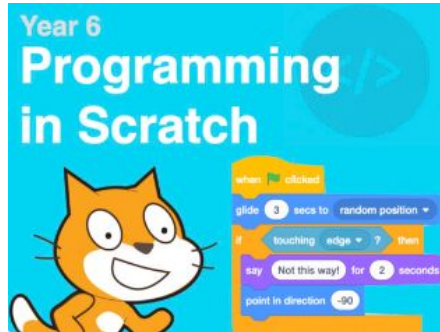 Year 6
Programming
in Scratch
</>
when clicked
glide 3 secs to random position
if touching edge ? then
say Not this way! for 2 seconds
point in direction -90